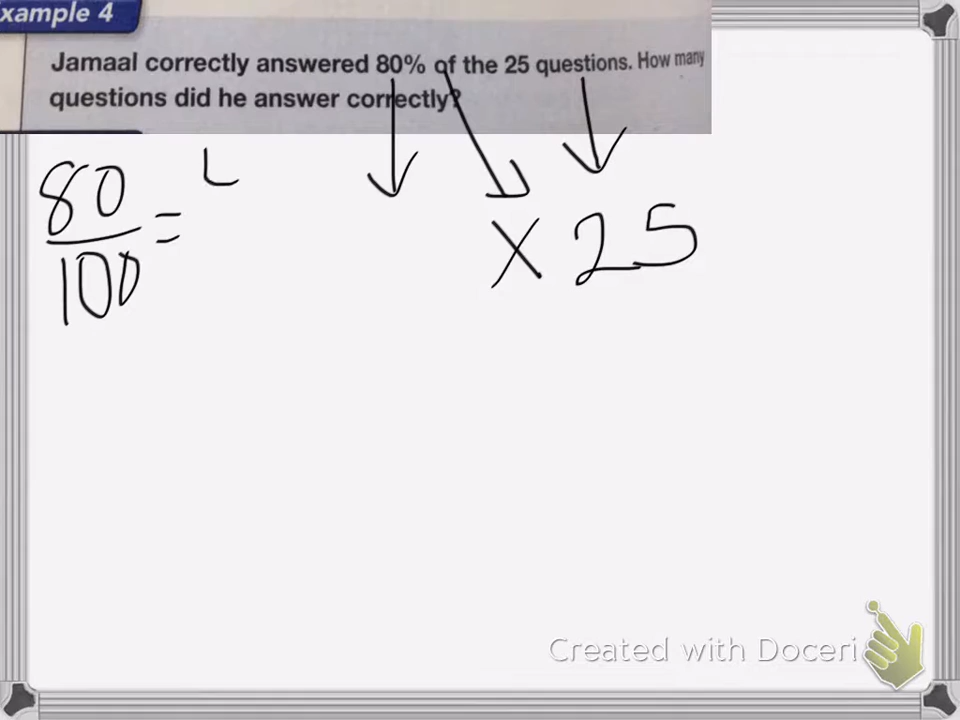 xample 4
Jamaal correctly answered 80% of the 25 questions. How many
questions did he answer correctly?
80
100
=
x 25
Created with Doceri